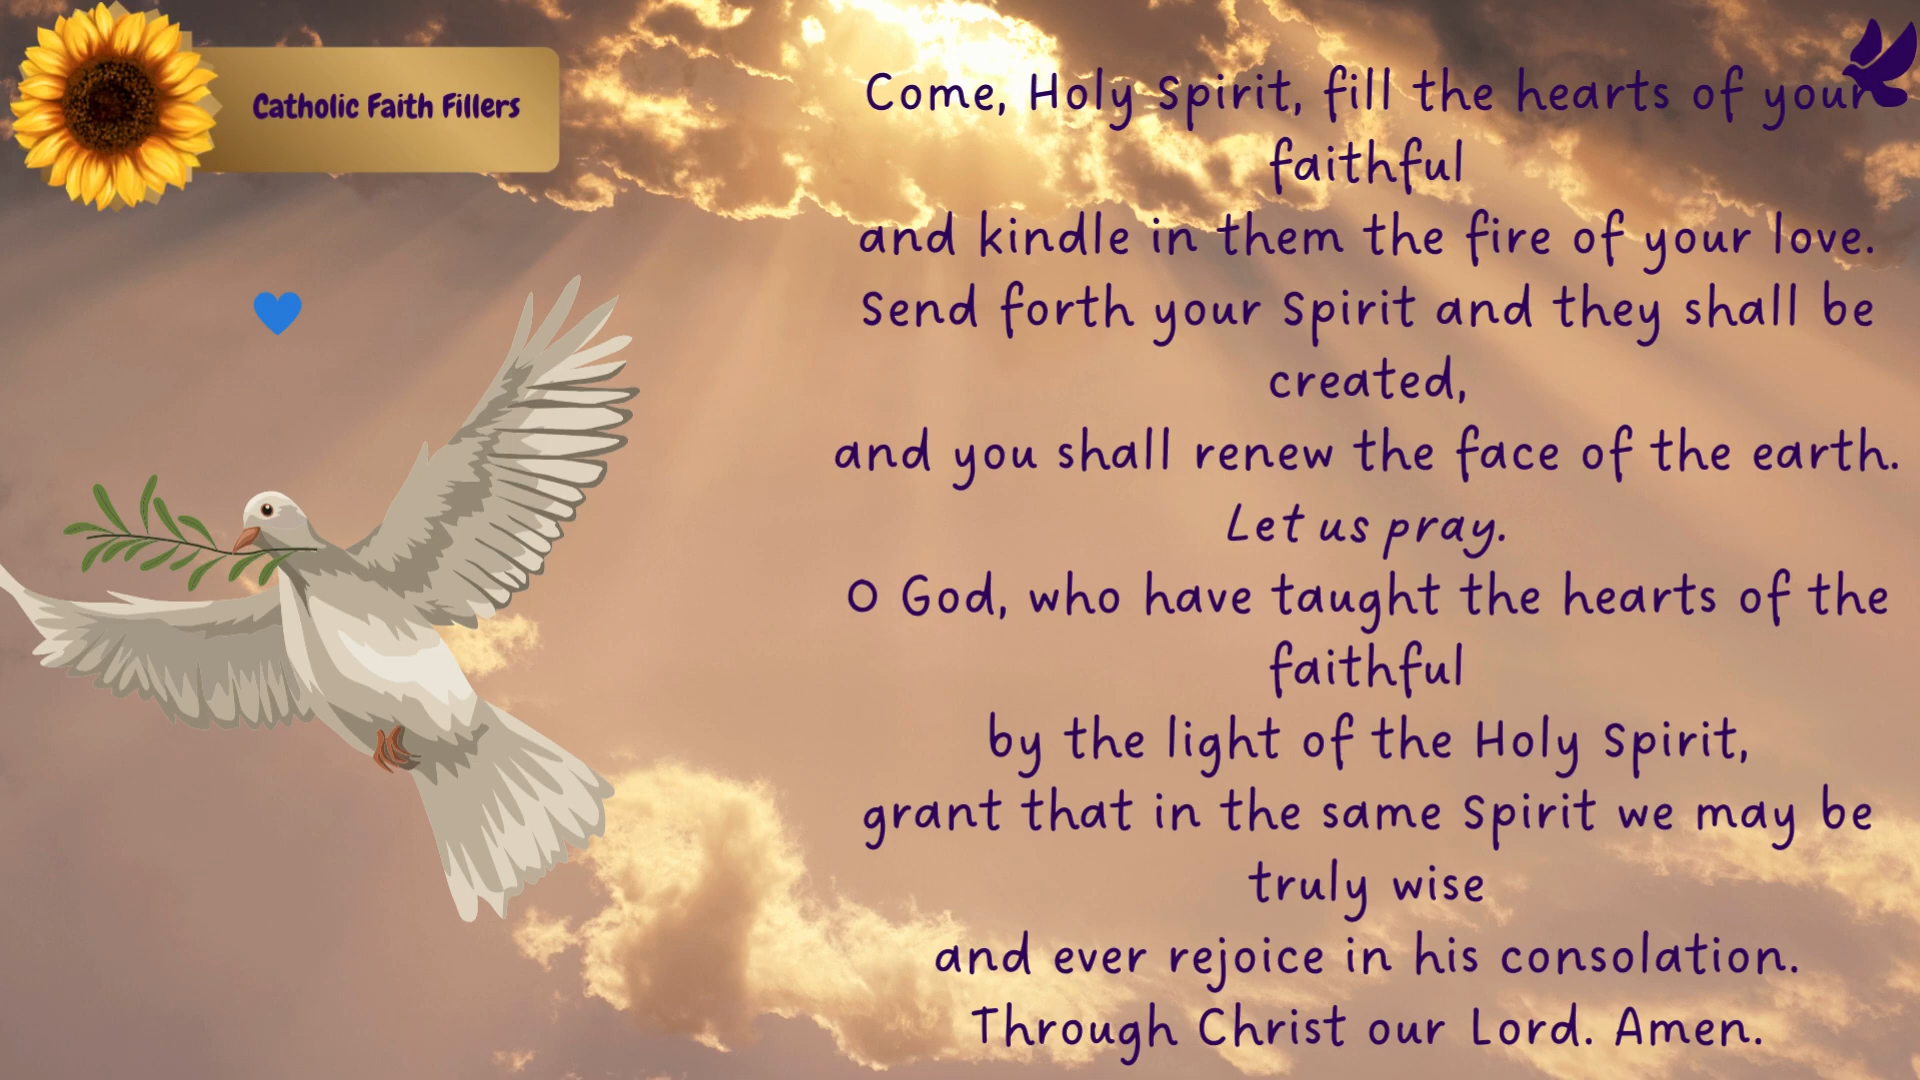 Catholic Faith Fillers
Come, Holy Spirit, fill the hearts of your
faithful
and kindle in them the fire of your love.
Send forth your Spirit and they shall be
created,
and you shall renew the face of the earth.
Let us pray.
O God, who have taught the hearts of the
faithful
by the light of the Holy Spirit,
grant that in the same Spirit we may be
truly wise
and ever rejoice in his consolation.
Through Christ our Lord. Amen.